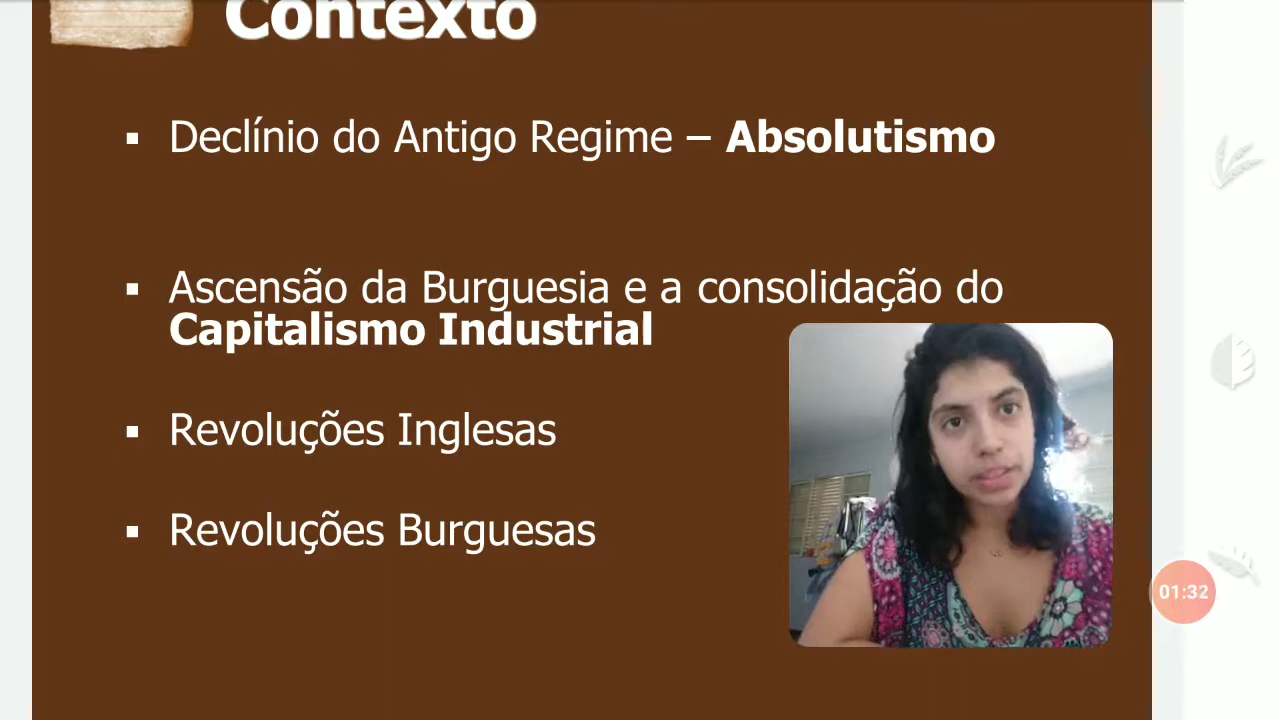 Contexto
▪ Declínio do Antigo Regime – Absolutismo
▪ Ascensão da Burguesia e a consolidação do
Capitalismo Industrial
▪ Revoluções Inglesas
▪ Revoluções Burguesas
01:32